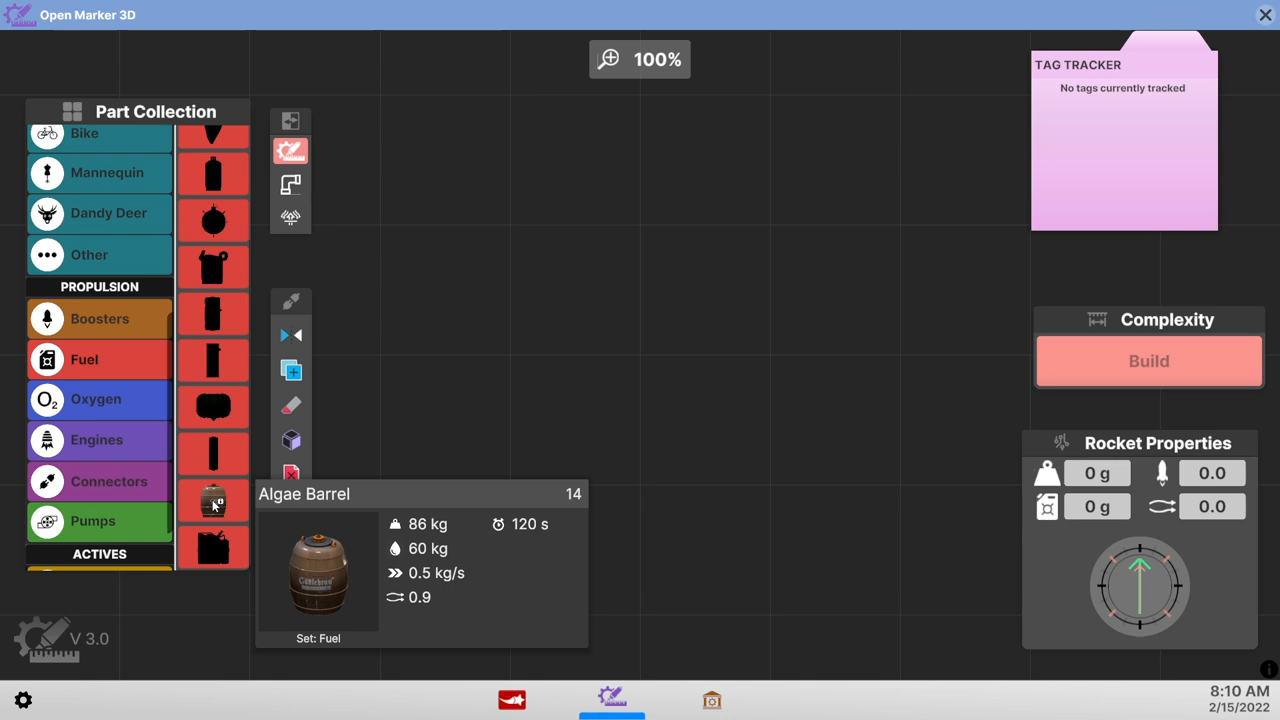 Open Marker 3D
100%
TAG TRACKER
No tags currently tracked
Part Collection
Bike
Mannequin
Dandy Deer
Other
PROPULSION
Boosters
Fuel
O2 Oxygen
Engines
Connectors
Pumps
ACTIVES
Algae Barrel 14
86 kg 120 s
60 kg
0.5 kg/s
0.9
Set: Fuel
Complexity
Build
Rocket Properties
0 g 0.0
0 g 0.0
V 3.0
8:10 AM
2/15/2022